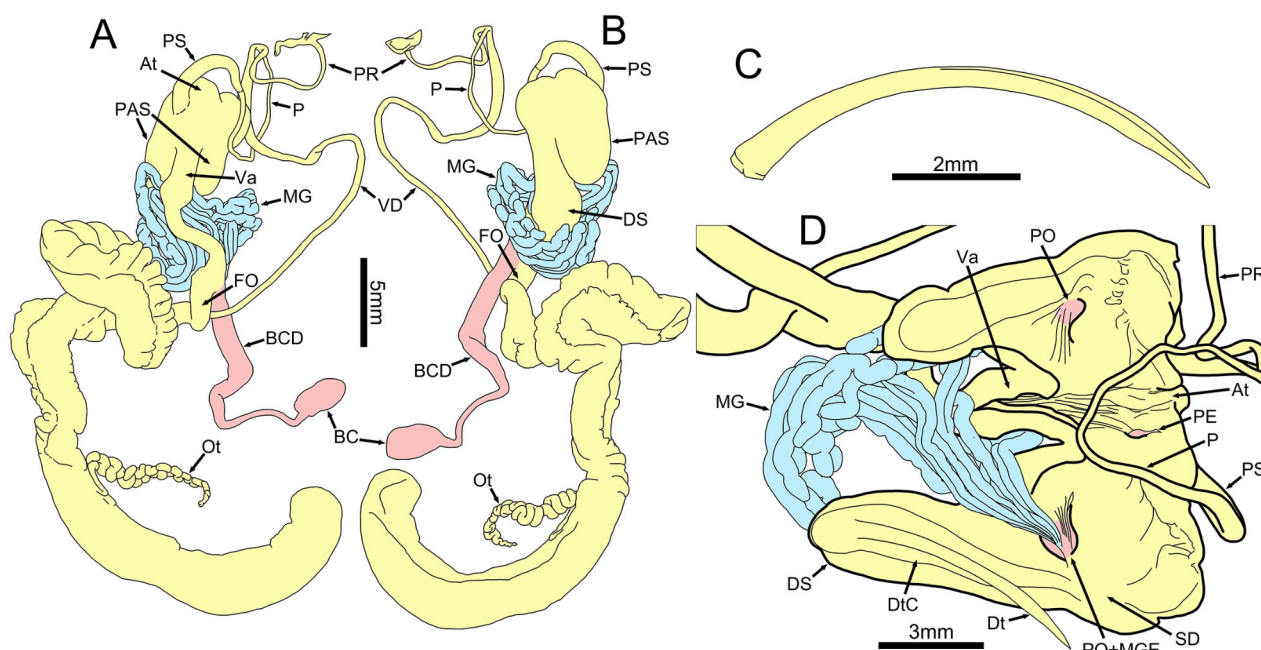 A
PS
At
PAS
Va
MG
FO
BCD
BC
Ot
PR
P
VD
5mm
B
PS
P
PAS
MG
DS
FO
BCD
Ot
C
2mm
D
PO
Va
PR
MG
At
PE
P
PS
DS
DtC
Dt
SD
3mm